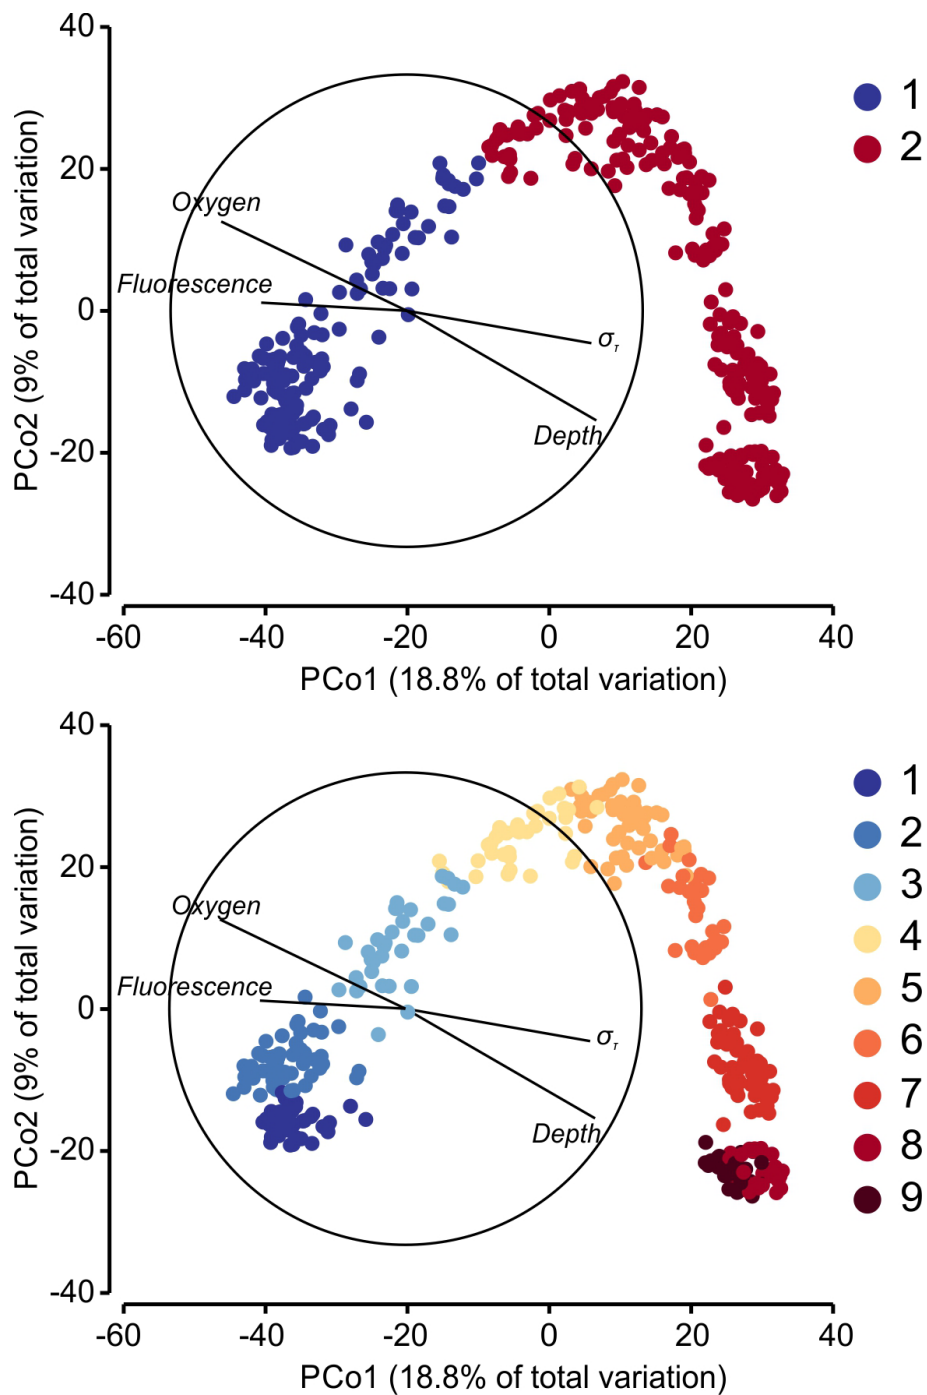 40
20
0
-20
-40
PCo2 (9% of total variation)
Oxygen
Fluorescence
σT
Depth
1
2
-60 -40 -20 0 20 40
PCo1 (18.8% of total variation)
40
20
0
-20
-40
PCo2 (9% of total variation)
Oxygen
Fluorescence
σT
Depth
1
2
3
4
5
6
7
8
9
-60 -40 -20 0 20 40
PCo1 (18.8% of total variation)